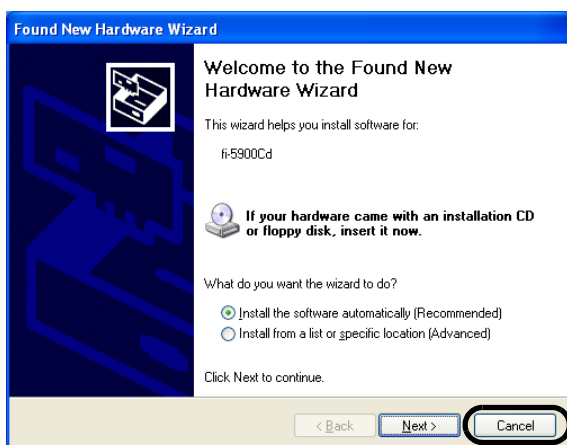 Found New Hardware Wizard
Welcome to the Found New
Hardware Wizard
This wizard helps you install software for:
fi-5900Cd
If your hardware came with an installation CD
or floppy disk, insert it now.
What do you want the wizard to do?
Install the software automatically (Recommended)
Install from a list or specific location (Advanced)
Click Next to continue.
< Back
Next >
Cancel